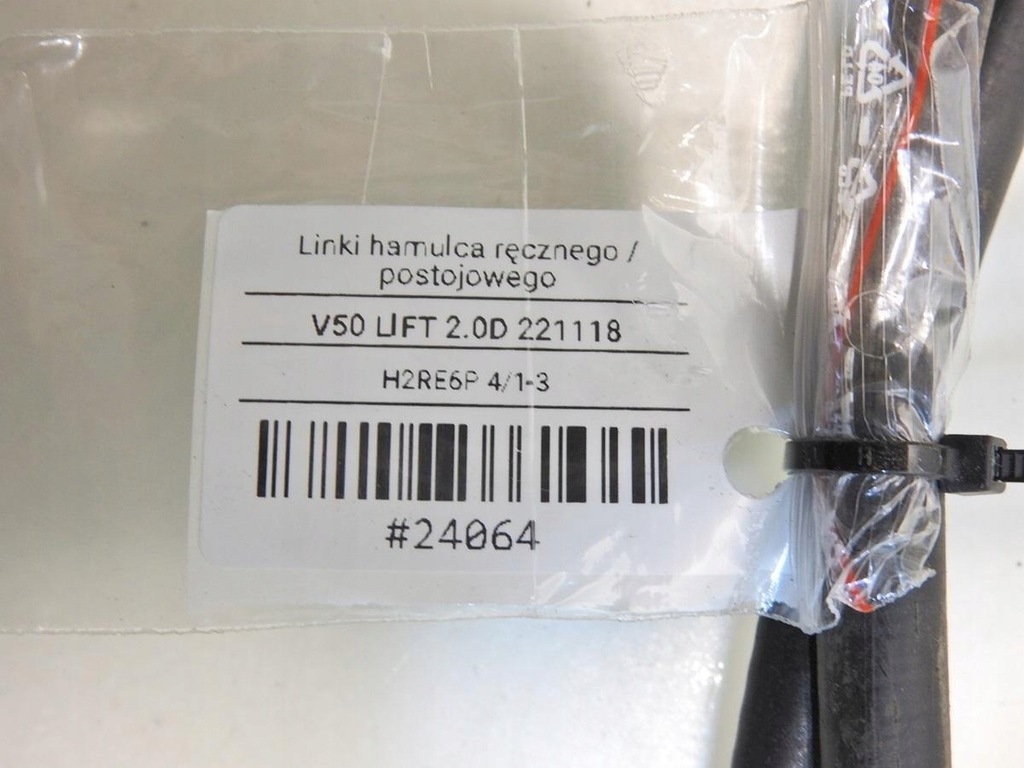 Linki hamulca ręcznego /
postojowego
V50 LIFT 2.0D 221118
H2RE6P 4/1-3
#24064